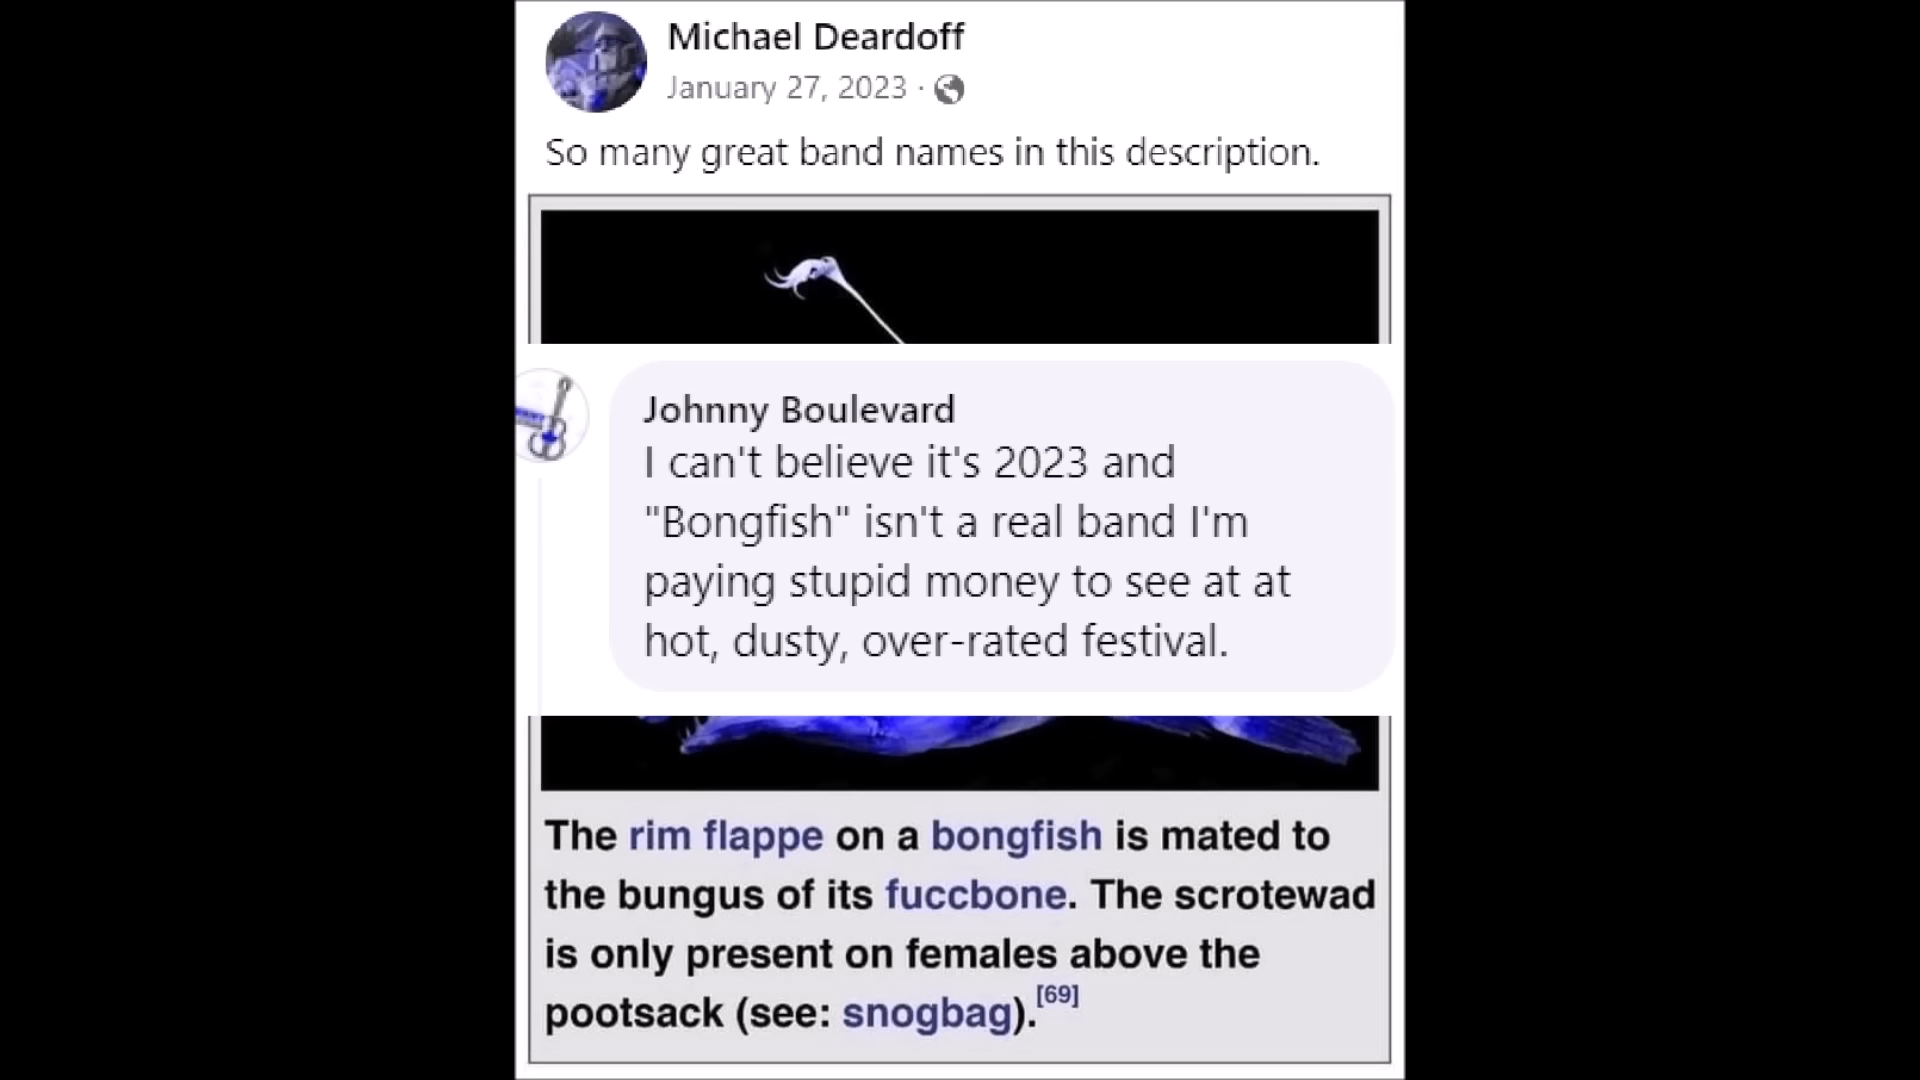 Michael Deardoff
January 27, 2023 ·
So many great band names in this description.
Johnny Boulevard
I can't believe it's 2023 and
"Bongfish" isn't a real band I'm
paying stupid money to see at at
hot, dusty, over-rated festival.
The rim flappe on a bongfish is mated to
the bungus of its fuccbone. The scrotewad
is only present on females above the
pootsack (see: snogbag).[69]